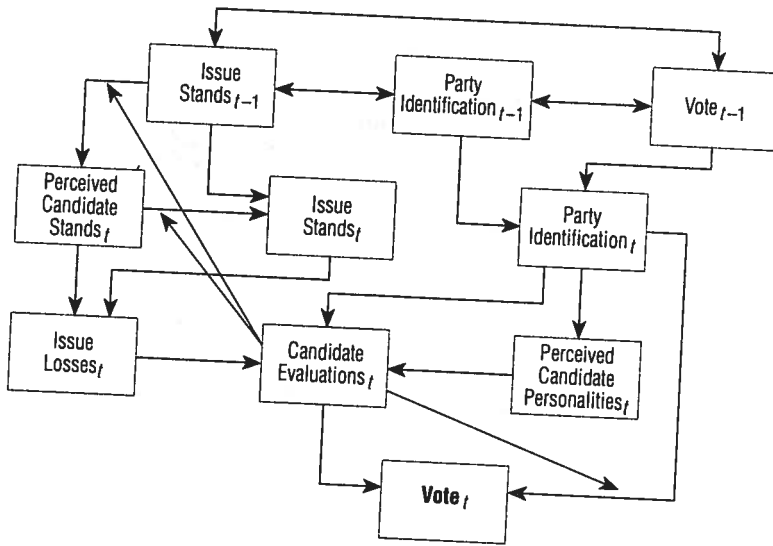 Issue
Stands t–1
Party
Identification t–1
Vote t–1
Perceived
Candidate
Stands t
Issue
Stands t
Party
Identification t
Issue
Losses t
Candidate
Evaluations t
Perceived
Candidate
Personalities t
Vote t